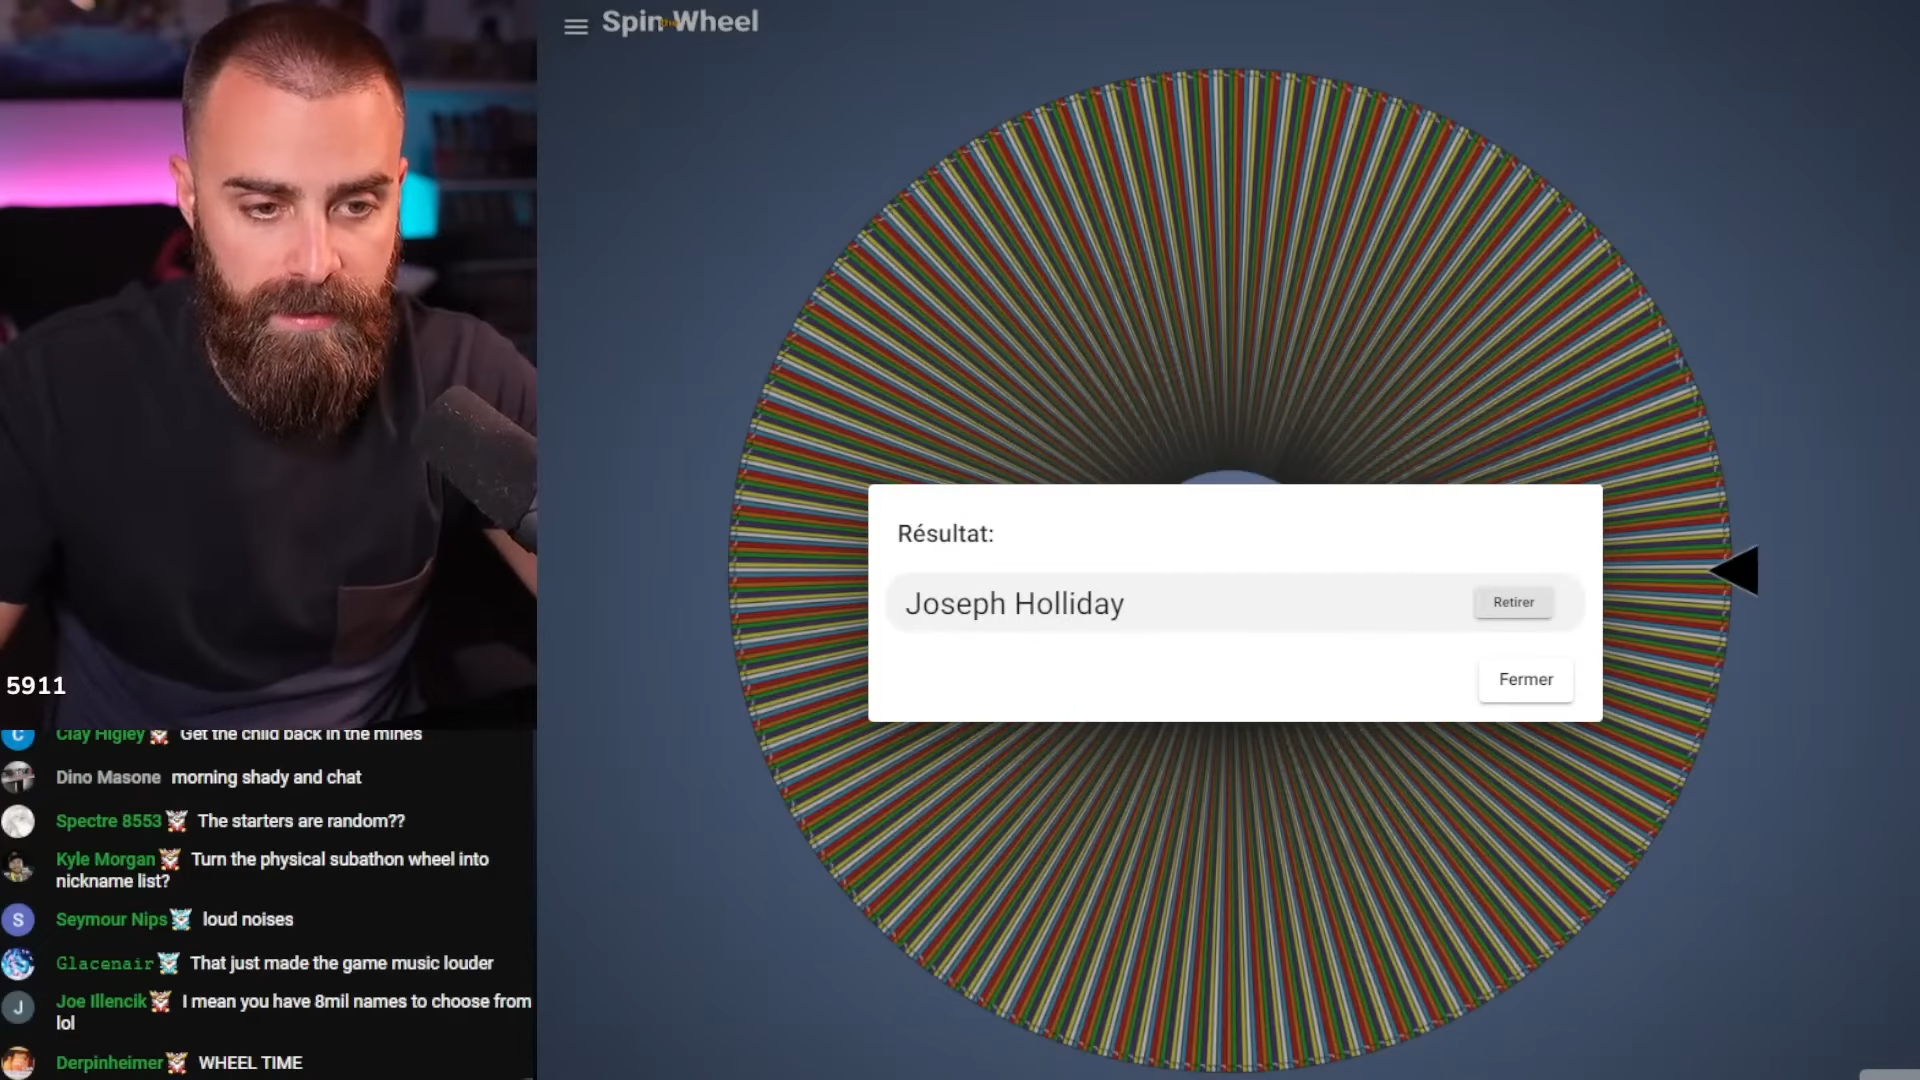 Spin the Wheel
Résultat:
Joseph Holliday
Retirer
Fermer
5911
C
Clay Higley Get the child back in the mines
Dino Masone morning shady and chat
Spectre 8553 The starters are random??
Kyle Morgan Turn the physical subathon wheel into
nickname list?
S
Seymour Nips loud noises
Glacenair That just made the game music louder
J
Joe Illencik I mean you have 8mil names to choose from
lol
Derpinheimer WHEEL TIME